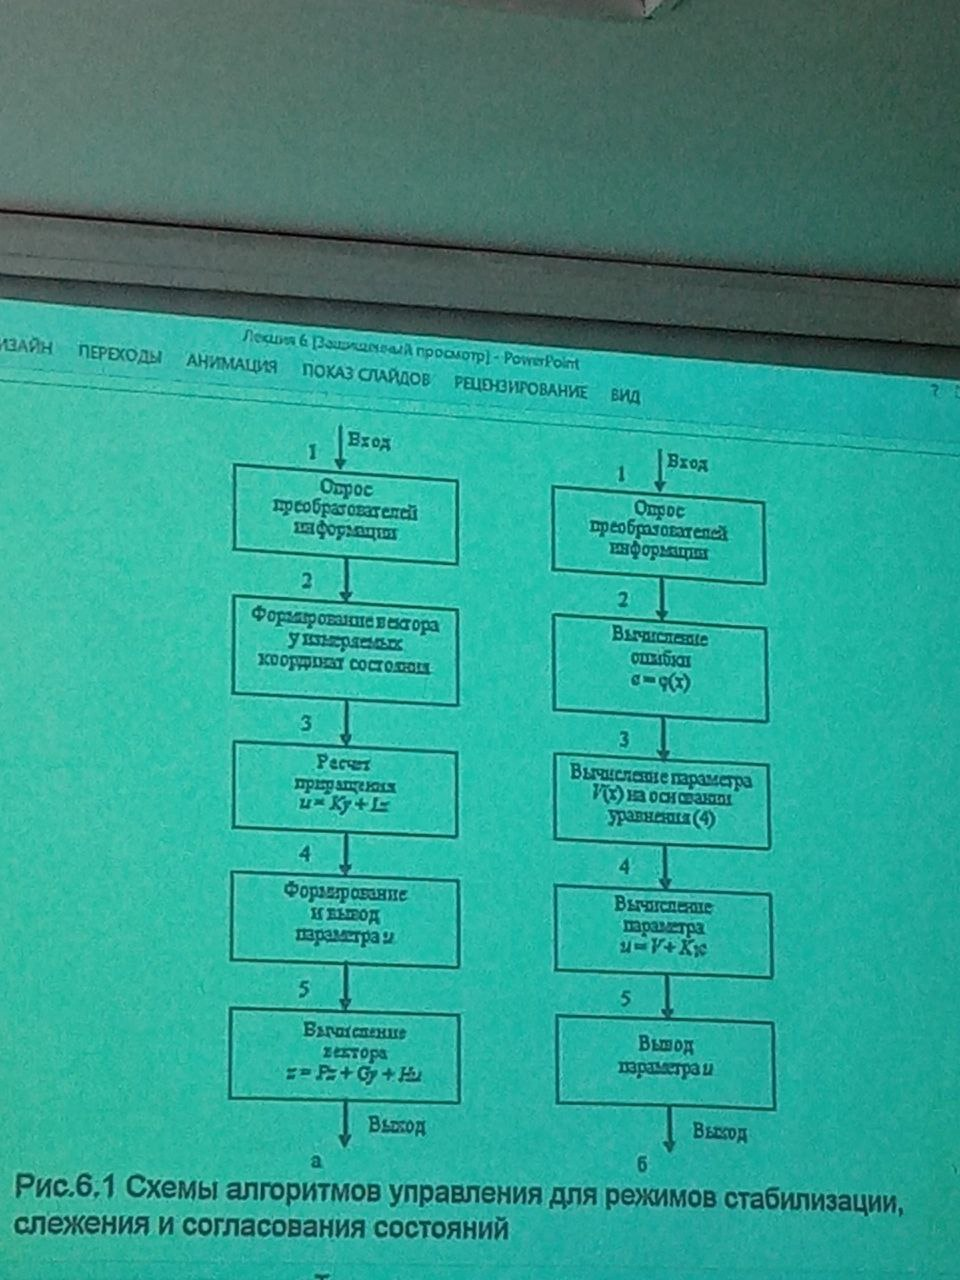 Лекция 6 [Защищенный просмотр] - PowerPoint
ИЗАЙН ПЕРЕХОДЫ АНИМАЦИЯ ПОКАЗ СЛАЙДОВ РЕЦЕНЗИРОВАНИЕ ВИД
?
1
Вход
Опрос
преобразователей
информации
2
Формирование вектора
y измеряемых
координат состояния
3
Расчет
приращения
u = Ky + Lz
4
Формирование
и вывод
параметра u
5
Вычисление
вектора
z = Pz + Gy + Hu
Выход
а
1
Вход
Опрос
преобразователей
информации
2
Вычисление
ошибки
e = φ(x)
3
Вычисление параметра
V(x) на основании
уравнения (4)
4
Вычисление
параметра
u = V +
5
Вывод
параметра u
Выход
б
Рис.6.1 Схемы алгоритмов управления для режимов стабилизации,
слежения и согласования состояний